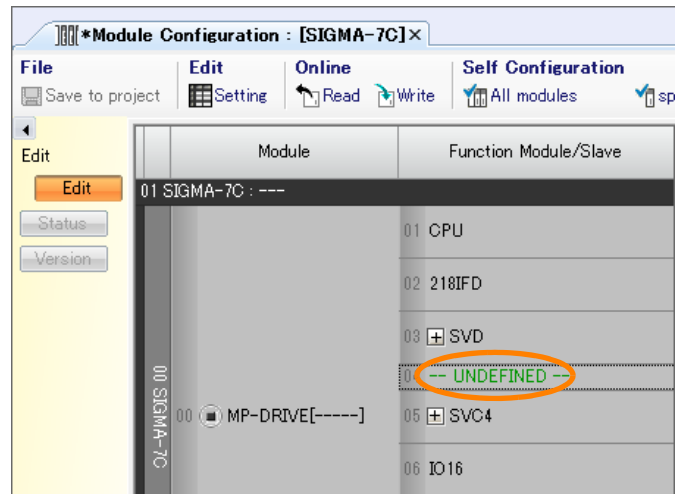 *Module Configuration : [SIGMA-7C] ×
File Edit Online Self Configuration
Save to project Setting Read Write All modules sp
Edit Module Function Module/Slave
Edit
01 SIGMA-7C : ---
Status
01 CPU
Version
02 218IFD
03 + SVD
-- UNDEFINED --
00 SIGMA-7C
00 MP-DRIVE[-----]
05 + SVC4
06 IO16